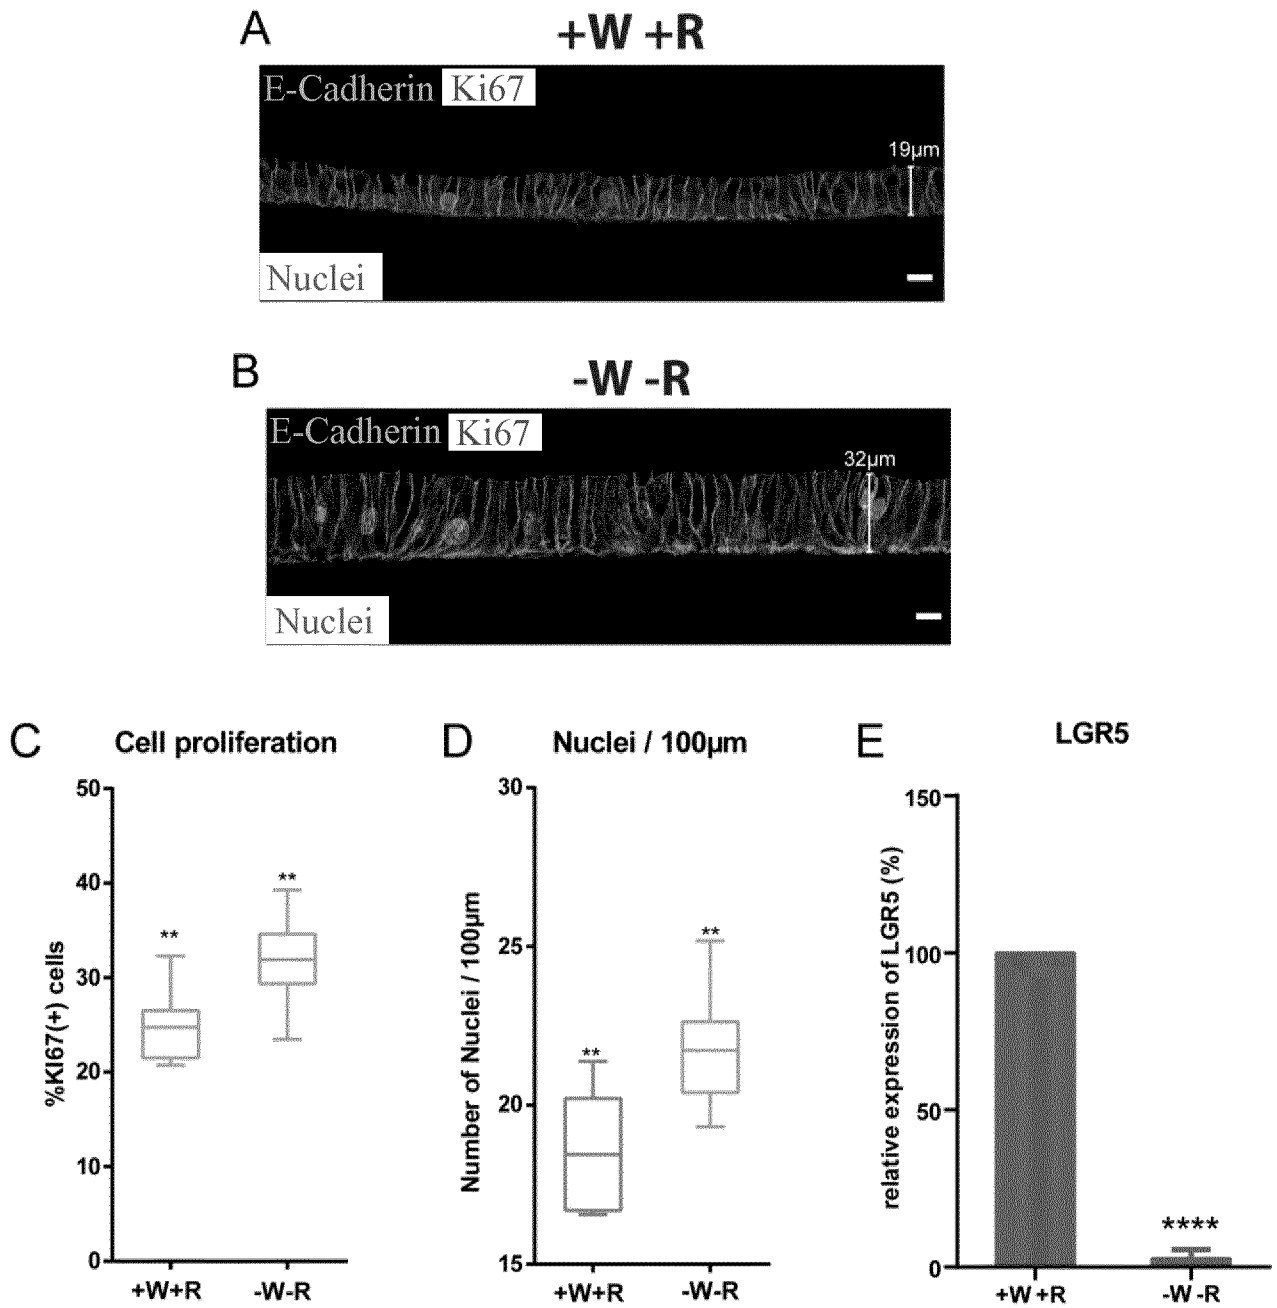 A
+W +R
E-Cadherin Ki67
19µm
Nuclei
B
-W -R
E-Cadherin Ki67
32µm
Nuclei
C
Cell proliferation
%KI67(+) cells
50
40
30
20
10
0
**
**
+W+R
-W-R
D
Nuclei / 100µm
Number of Nuclei / 100µm
30
25
20
15
**
**
+W+R
-W-R
E
LGR5
relative expression of LGR5 (%)
150
100
50
0
****
+W +R
-W -R